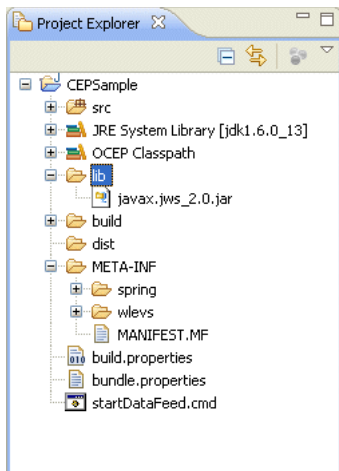 Project Explorer
CEPSample
src
JRE System Library [jdk1.6.0_13]
OCEP Classpath
lib
javax.jws_2.0.jar
build
dist
META-INF
spring
wlevs
MANIFEST.MF
build.properties
bundle.properties
startDataFeed.cmd